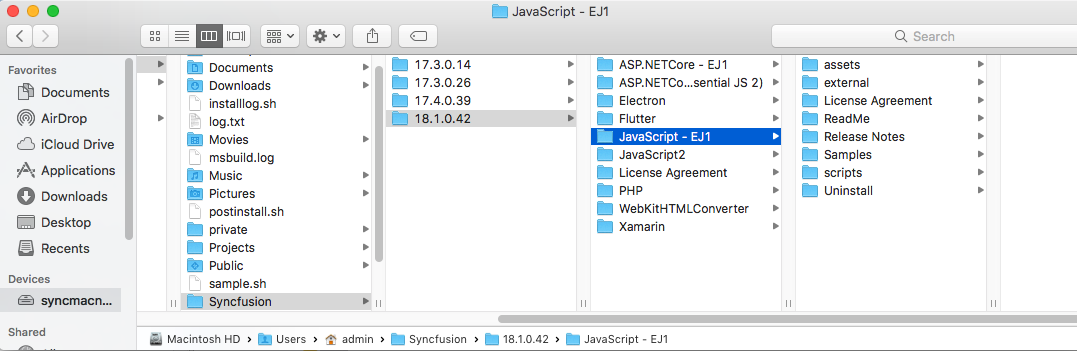 JavaScript - EJ1
Search
Favorites
Documents
AirDrop
iCloud Drive
Applications
Downloads
Desktop
Recents
Devices
syncmacn...
Shared
Documents
Downloads
installlog.sh
log.txt
Movies
msbuild.log
Music
Pictures
postinstall.sh
private
Projects
Public
sample.sh
Syncfusion
17.3.0.14
17.3.0.26
17.4.0.39
18.1.0.42
ASP.NETCore - EJ1
ASP.NETCo...sential JS 2)
Electron
Flutter
JavaScript - EJ1
JavaScript2
License Agreement
PHP
WebKitHTMLConverter
Xamarin
assets
external
License Agreement
ReadMe
Release Notes
Samples
scripts
Uninstall
Macintosh HD › Users › admin › Syncfusion › 18.1.0.42 › JavaScript - EJ1